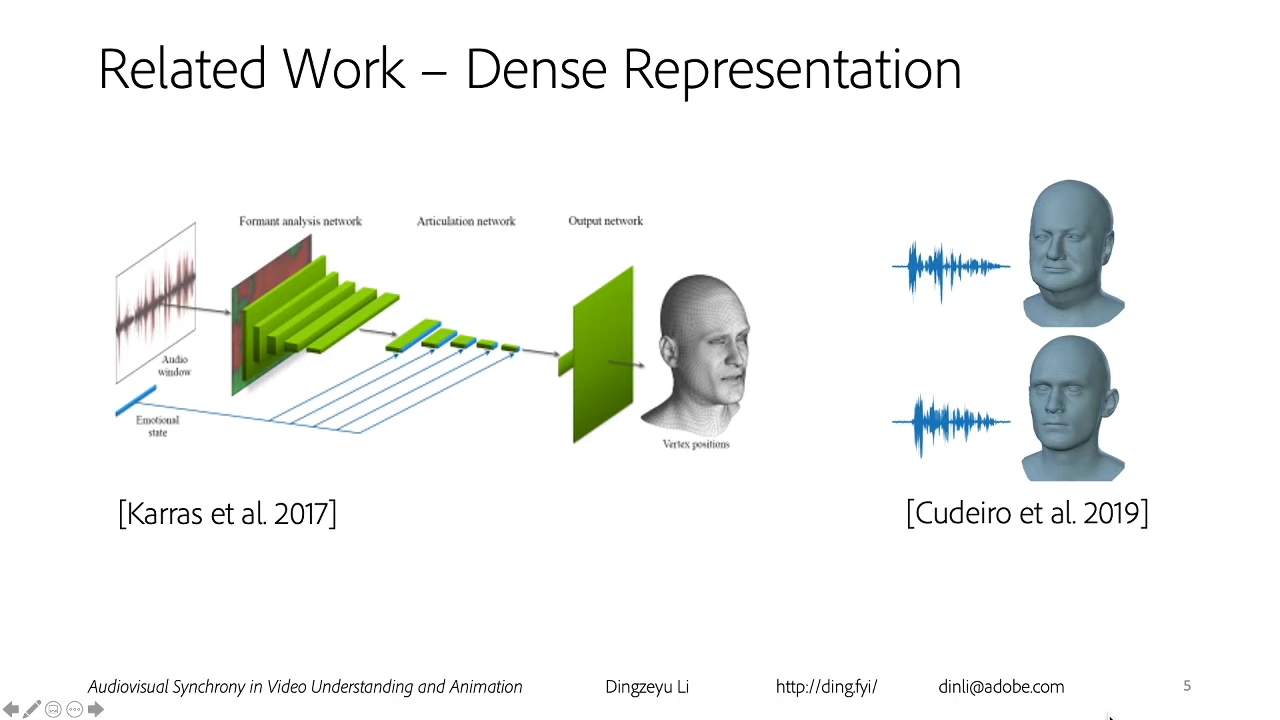 Related Work – Dense Representation
Formant analysis network
Articulation network
Output network
Audio
window
Emotional
state
Vertex positions
[Karras et al. 2017]
[Cudeiro et al. 2019]
Audiovisual Synchrony in Video Understanding and Animation
Dingzeyu Li
http://ding.fyi/
dinli@adobe.com
5